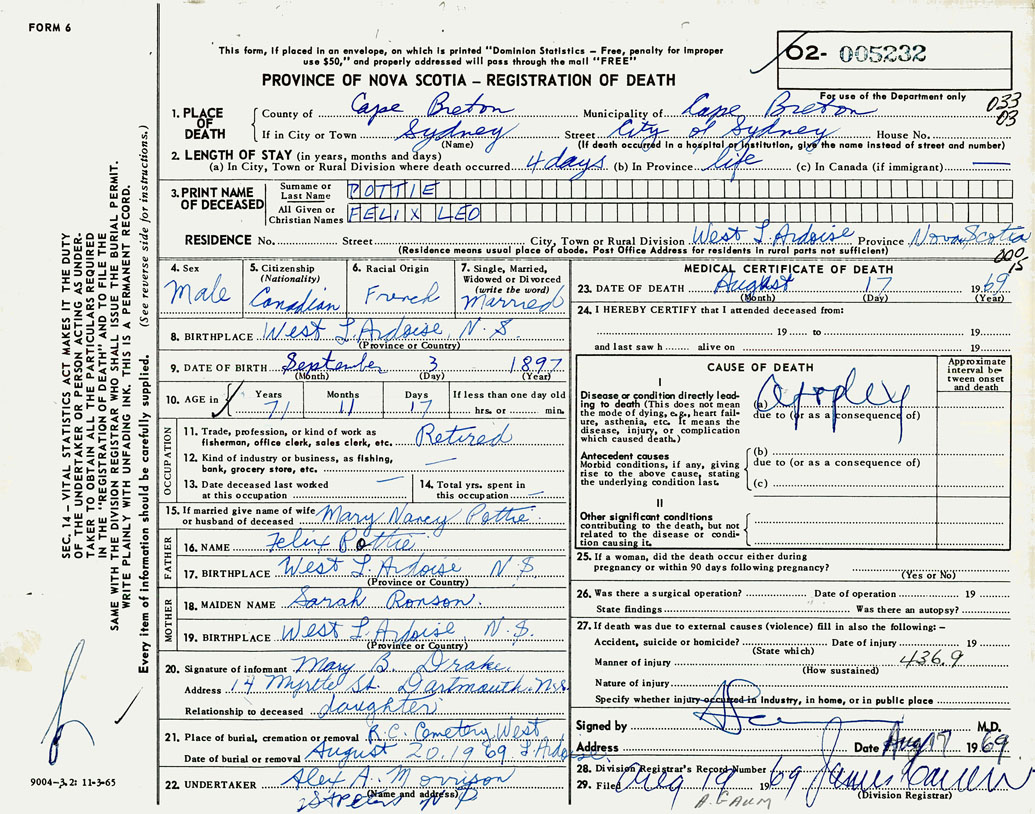 FORM 6
This form, if placed in an envelope, on which is printed "Dominion Statistics – Free, penalty for improper
use $50," and properly addressed will pass through the mail "FREE"
O2- 005232
PROVINCE OF NOVA SCOTIA – REGISTRATION OF DEATH
For use of the Department only
033
03
1. PLACE OF DEATH
County of Cape Breton Municipality of Cape Breton
If in City or Town Sydney Street City of Sydney House No.
(Name) (If death occurred in a hospital or institution, give the name instead of street and number)
2. LENGTH OF STAY (in years, months and days)
(a) In City, Town or Rural Division where death occurred 4 days (b) In Province life (c) In Canada (if immigrant) —
3. PRINT NAME OF DECEASED
Surname or Last Name POTTIE
All Given or Christian Names FELIX LEO
RESIDENCE No. Street City, Town or Rural Division West L'Ardoise Province Nova Scotia
(Residence means usual place of abode. Post Office Address for residents in rural parts not sufficient)
000
15
4. Sex Male
5. Citizenship (Nationality) Canadian
6. Racial Origin French
7. Single, Married, Widowed or Divorced (write the word) Married
8. BIRTHPLACE West L'Ardoise, N.S.
(Province or Country)
9. DATE OF BIRTH September 3 1897
(Month) (Day) (Year)
10. AGE in Years 71 Months 11 Days 17 If less than one day old hrs. or min.
OCCUPATION
11. Trade, profession, or kind of work as fisherman, office clerk, sales clerk, etc. Retired
12. Kind of industry or business, as fishing, bank, grocery store, etc. —
13. Date deceased last worked at this occupation —
14. Total yrs. spent in this occupation —
15. If married give name of wife or husband of deceased Mary Nancy Pottie
FATHER
16. NAME Felix Pottie
17. BIRTHPLACE West L'Ardoise N.S.
(Province or Country)
MOTHER
18. MAIDEN NAME Sarah Ronson.
19. BIRTHPLACE West L'Ardoise, N.S.
(Province or Country)
20. Signature of informant Mary B. Drake
Address 14 Myrtle St. Dartmouth. N.S.
Relationship to deceased daughter
21. Place of burial, cremation or removal R.C. Cemetery, West
Date of burial or removal August 20. 1969 L'Ardoise.
22. UNDERTAKER Alex A. Morrison
(Name and address)
St Peters
MEDICAL CERTIFICATE OF DEATH
23. DATE OF DEATH August 17 1969
(Month) (Day) (Year)
24. I HEREBY CERTIFY that I attended deceased from:
19 to 19
and last saw h alive on 19
CAUSE OF DEATH
Approximate interval between onset and death
I
Disease or condition directly leading to death (This does not mean the mode of dying, e.g., heart failure, asthenia, etc. It means the disease, injury, or complication which caused death.)
(a)
due to (or as a consequence of)
Antecedent causes
Morbid conditions, if any, giving rise to the above cause, stating the underlying condition last.
(b)
due to (or as a consequence of)
(c)
II
Other significant conditions
contributing to the death, but not related to the disease or condition causing it.
25. If a woman, did the death occur either during
pregnancy or within 90 days following pregnancy?
(Yes or No)
26. Was there a surgical operation? Date of operation 19
State findings Was there an autopsy?
27. If death was due to external causes (violence) fill in also the following: –
Accident, suicide or homicide? Date of injury 19
(State which)
Manner of injury 436.9
(How sustained)
Nature of injury
Specify whether injury occurred in industry, in home, or in public place
Signed by M.D.
Address Date Aug 17 1969
28. Division Registrar's Record Number
29. Filed Aug 19 1969 James
(Division Registrar)
A. GAUM
SEC. 14 – VITAL STATISTICS ACT MAKES IT THE DUTY
OF THE UNDERTAKER OR PERSON ACTING AS UNDER-
TAKER TO OBTAIN ALL THE PARTICULARS REQUIRED
IN THE "REGISTRATION OF DEATH" AND TO FILE THE
SAME WITH THE DIVISION REGISTRAR WHO SHALL ISSUE THE BURIAL PERMIT.
WRITE PLAINLY WITH UNFADING INK. THIS IS A PERMANENT RECORD.
Every item of information should be carefully supplied. (See reverse side for instructions.)
9004–3.2: 11-3-65